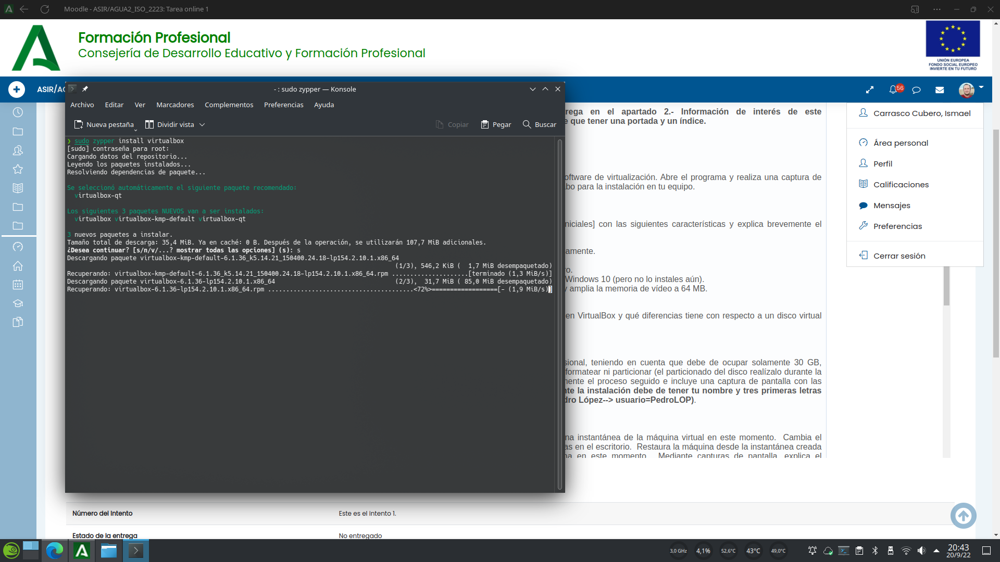 Moodle - ASIR/AGUA2_ISO_2223: Tarea online 1
Formación Profesional
Consejería de Desarrollo Educativo y Formación Profesional
UNIÓN EUROPEA
FONDO SOCIAL EUROPEO
INVIERTE EN TU FUTURO
ASIR/AG
56
- : sudo zypper — Konsole
Archivo Editar Ver Marcadores Complementos Preferencias Ayuda
Nueva pestaña Dividir vista Copiar Pegar Buscar
❯ sudo zypper install virtualbox
[sudo] contraseña para root:
Cargando datos del repositorio...
Leyendo los paquetes instalados...
Resolviendo dependencias de paquete...
Se seleccionó automáticamente el siguiente paquete recomendado:
virtualbox-qt
Los siguientes 3 paquetes NUEVOS van a ser instalados:
virtualbox virtualbox-kmp-default virtualbox-qt
3 nuevos paquetes a instalar.
Tamaño total de descarga: 35,4 MiB. Ya en caché: 0 B. Después de la operación, se utilizarán 107,7 MiB adicionales.
¿Desea continuar? [s/n/v/...? mostrar todas las opciones] (s): s
Descargando paquete virtualbox-kmp-default-6.1.36_k5.14.21_150400.24.18-lp154.2.10.1.x86_64
(1/3), 546,2 KiB (  1,7 MiB desempaquetado)
Recuperando: virtualbox-kmp-default-6.1.36_k5.14.21_150400.24.18-lp154.2.10.1.x86_64.rpm .....................[terminado (1,3 MiB/s)]
Descargando paquete virtualbox-6.1.36-lp154.2.10.1.x86_64 (2/3),  31,7 MiB ( 85,0 MiB desempaquetado)
Recuperando: virtualbox-6.1.36-lp154.2.10.1.x86_64.rpm ........................................<72%>==================[- (1,9 MiB/s)]
rega en el apartado 2.- Información de interés de este
e que tener una portada y un índice.
oftware de virtualización. Abre el programa y realiza una captura de
bo para la instalación en tu equipo.
niciales] con las siguientes características y explica brevemente el
amente.
o.
Windows 10 (pero no lo instales aún).
y amplia la memoria de vídeo a 64 MB.
en VirtualBox y qué diferencias tiene con respecto a un disco virtual
sional, teniendo en cuenta que debe de ocupar solamente 30 GB,
formatear ni particionar (el particionado del disco realízalo durante la
ente el proceso seguido e incluye una captura de pantalla con las
nte la instalación debe de tener tu nombre y tres primeras letras
dro López--> usuario=PedroLOP).
na instantánea de la máquina virtual en este momento. Cambia el
as en el escritorio. Restaura la máquina desde la instantánea creada
na en este momento. Mediante capturas de pantalla, explica el
Carrasco Cubero, Ismael
Área personal
Perfil
Calificaciones
Mensajes
Preferencias
Cerrar sesión
Número del Intento Este es el intento 1.
Estado de la entrega No entregado
3,0 GHz 4,1% 52,6°C 43°C 49,0°C
20:43
20/9/22